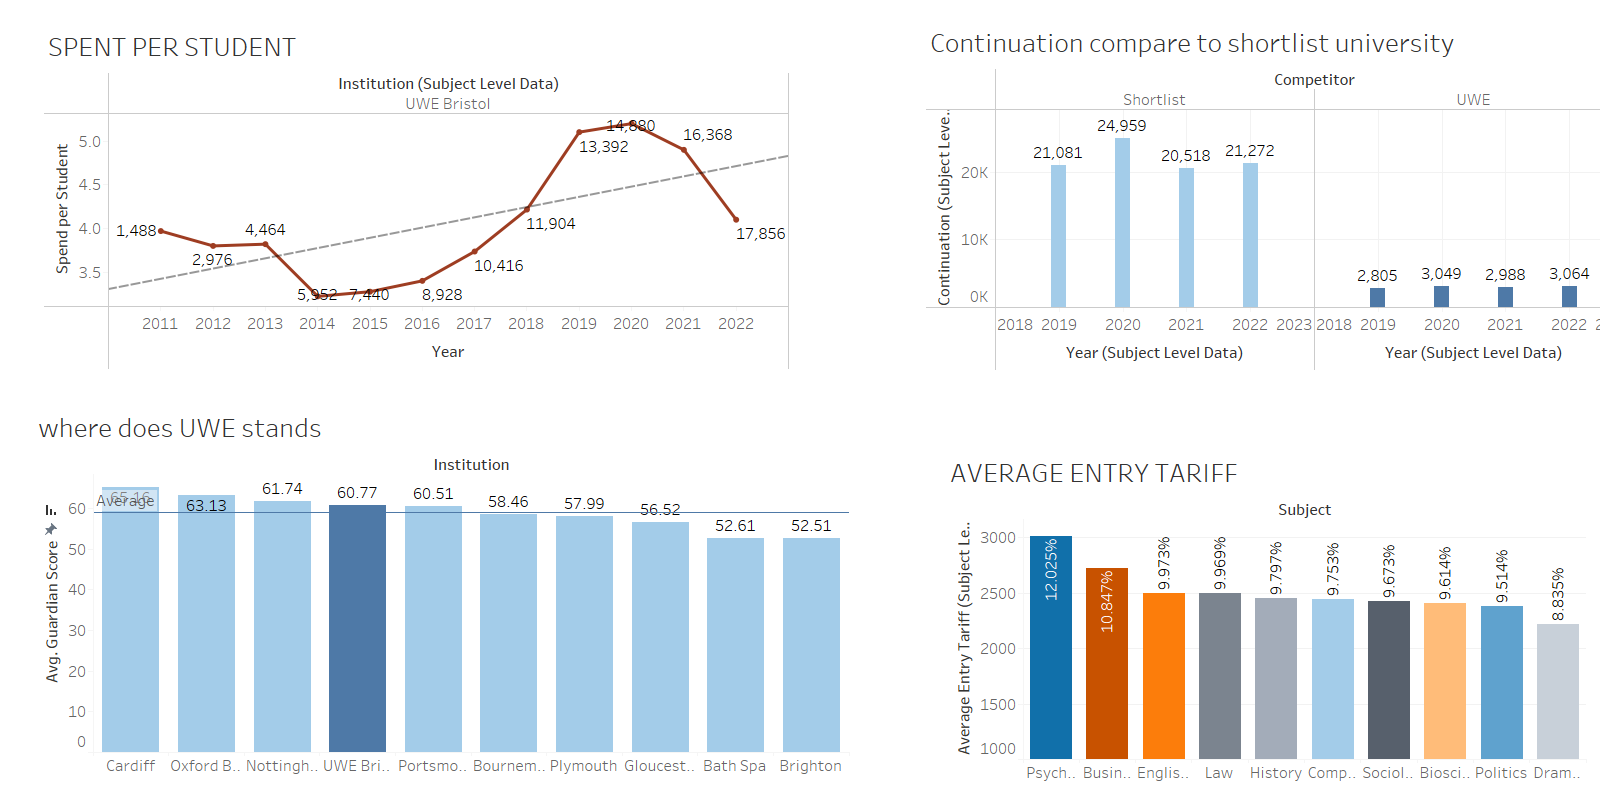 SPENT PER STUDENT
Institution (Subject Level Data)
UWE Bristol
Spend per Student
5.0
4.5
4.0
3.5
1,488
2,976
4,464
5,952
7,440
8,928
10,416
11,904
13,392
14,880
16,368
17,856
2011 2012 2013 2014 2015 2016 2017 2018 2019 2020 2021 2022
Year
Continuation compare to shortlist university
Competitor
Shortlist UWE
Continuation (Subject Leve..
20K
10K
0K
21,081
24,959
20,518
21,272
2,805
3,049
2,988
3,064
2018 2019 2020 2021 2022 2023 2018 2019 2020 2021 2022
Year (Subject Level Data) Year (Subject Level Data)
where does UWE stands
Institution
Avg. Guardian Score
60
50
40
30
20
10
0
Average
65.16
63.13
61.74
60.77
60.51
58.46
57.99
56.52
52.61
52.51
Cardiff Oxford B.. Nottingh.. UWE Bri.. Portsmo.. Bournem.. Plymouth Gloucest.. Bath Spa Brighton
AVERAGE ENTRY TARIFF
Subject
Average Entry Tariff (Subject Le..
3000
2500
2000
1500
1000
12.025%
10.847%
9.973%
9.969%
9.797%
9.753%
9.673%
9.614%
9.514%
8.835%
Psych.. Busin.. Englis.. Law History Comp.. Sociol.. Biosci.. Politics Dram..